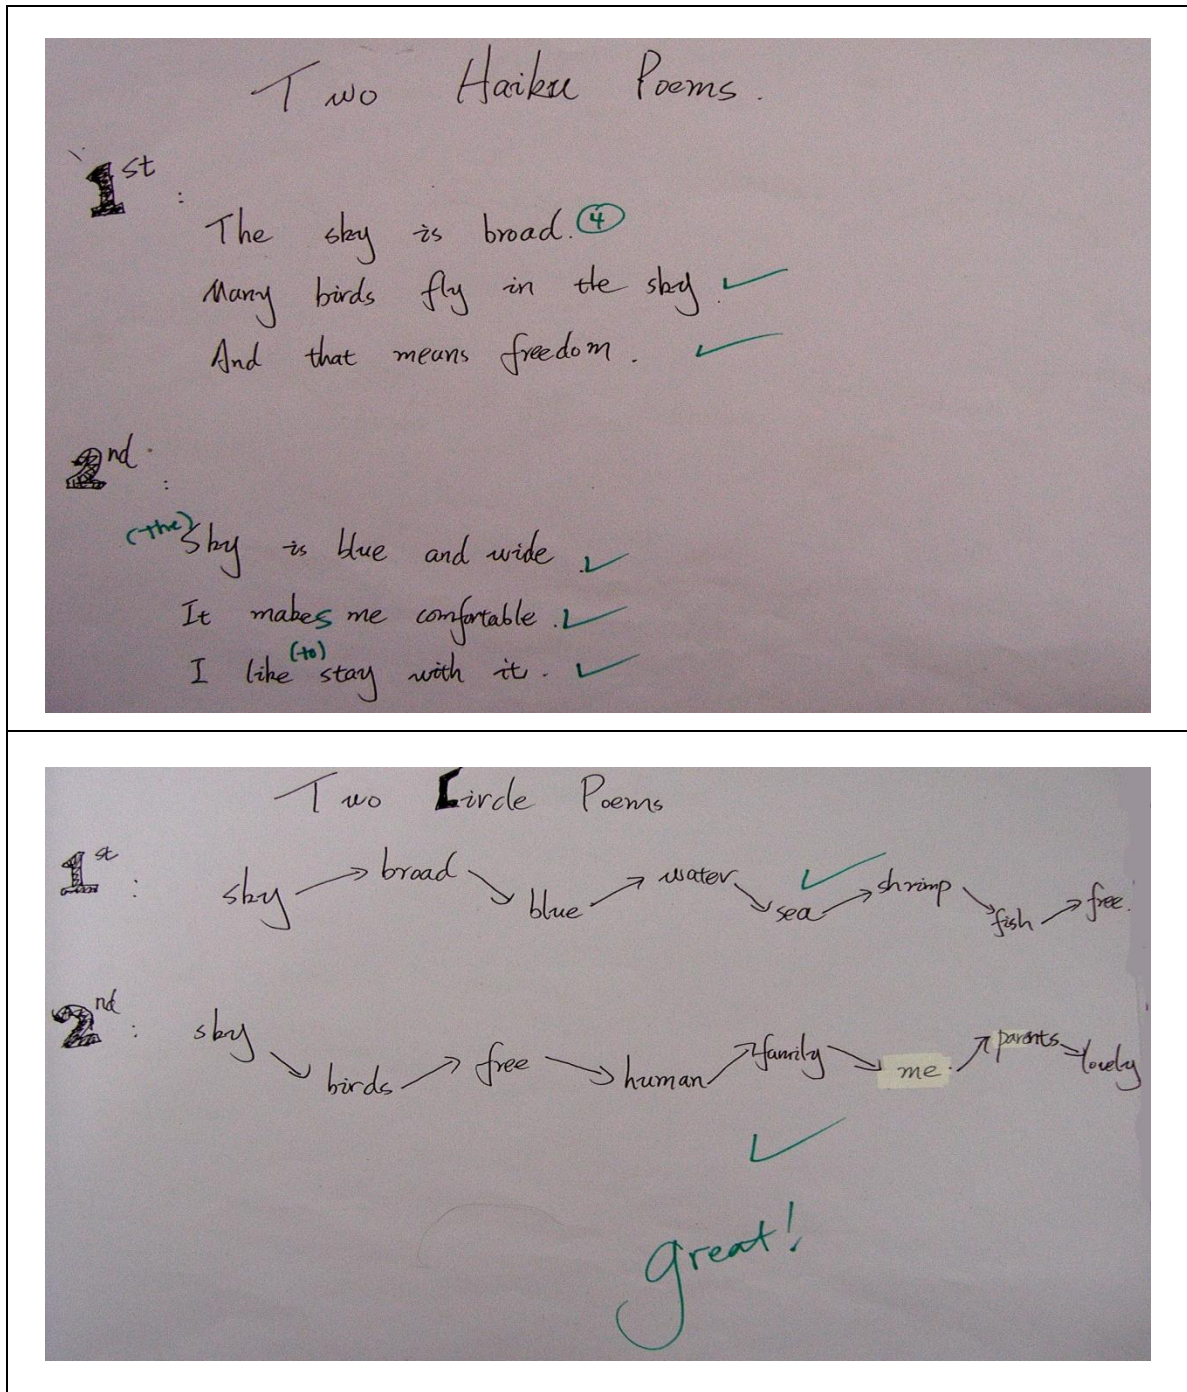 Two Haiku Poems.
1st :
The sky is broad. 4
Many birds fly in the sky. ✓
And that means freedom. ✓
2nd :
(the) Sky is blue and wide. ✓
It makes me comfortable. ✓
I like (to) stay with it. ✓
Two Circle Poems
1st : sky → broad → blue → water → sea → shrimp → fish → free. ✓
2nd : sky → birds → free → human → family → me → parents → lovely
✓
great!